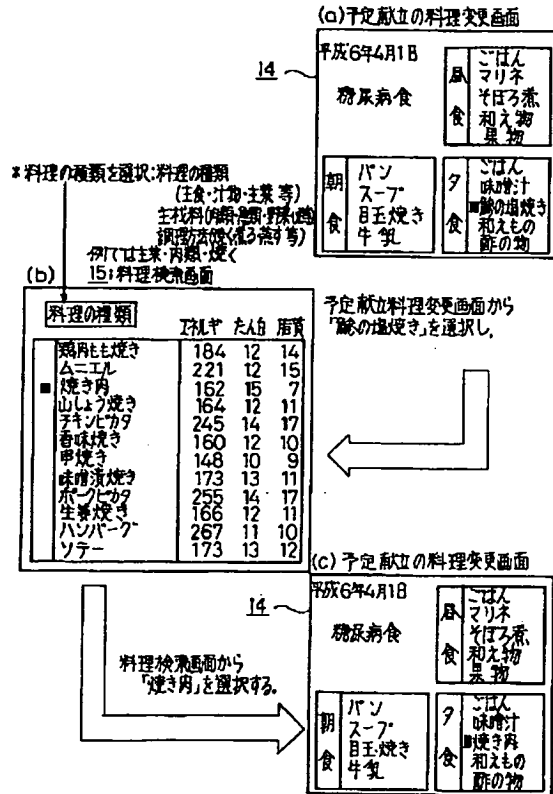 (a)予定献立の料理変更画面
14
平成6年4月1日
糖尿病食
昼食
ごはん
マリネ
そぼろ煮
和え物
果物
朝食
パン
スープ
目玉焼き
牛乳
夕食
ごはん
味噌汁
■鯵の塩焼き
和えもの
酢の物
*料理の種類を選択:料理の種類
(主食・汁物・主菜 等)
主材料(肉類・魚類・野菜
調理方法(焼く・煮る・蒸す等)
例では主菜・肉類・焼く
15:料理検索画面
(b)
料理の種類
エネルギ たん白 脂質
鶏肉もも焼き 184 12 14
ムニエル 221 12 15
■ 焼き肉 162 15 7
山しょう焼き 164 12 11
チキンピカタ 245 14 17
香味焼き 160 12 10
甲焼き 148 10 9
味噌漬焼き 173 13 11
ポークピカタ 255 14 17
生姜焼き 166 12 11
ハンバーグ 267 11 10
ソテー 173 13 12
予定献立料理変更画面から
「鯵の塩焼き」を選択し、
料理検索画面から
「焼き肉」を選択する。
(c) 予定献立の料理変更画面
14
平成6年4月1日
糖尿病食
昼食
ごはん
マリネ
そぼろ煮
和え物
果物
朝食
パン
スープ
目玉焼き
牛乳
夕食
ごはん
味噌汁
■焼き肉
和えもの
酢の物